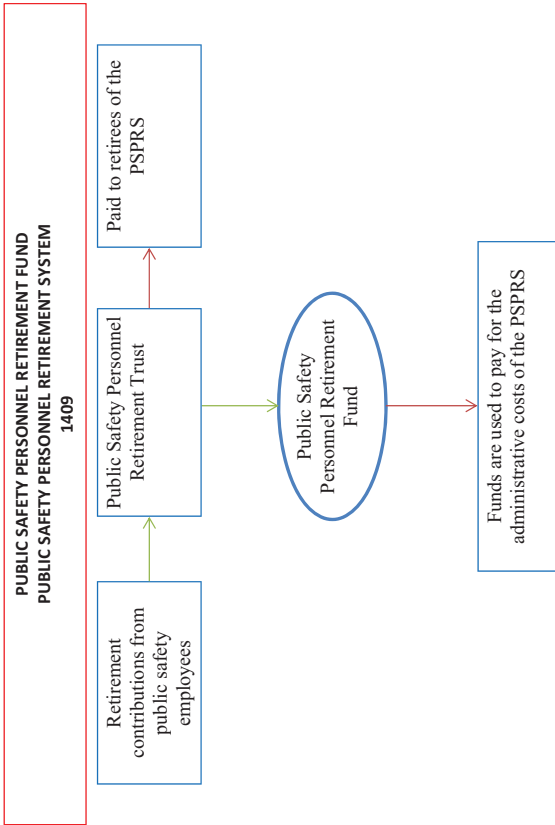 PUBLIC SAFETY PERSONNEL RETIREMENT FUND
PUBLIC SAFETY PERSONNEL RETIREMENT SYSTEM
1409
Retirement
contributions from
public safety
employees
Public Safety Personnel
Retirement Trust
Paid to retirees of the
PSPRS
Public Safety
Personnel Retirement
Fund
Funds are used to pay for the
administrative costs of the PSPRS